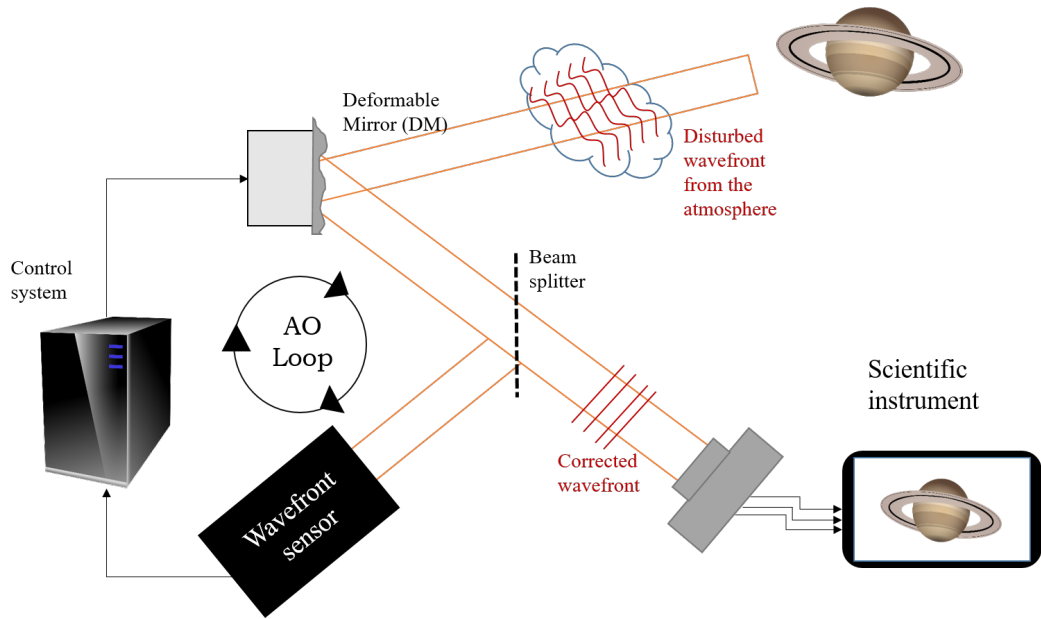 Deformable
Mirror (DM)
Disturbed
wavefront
from the
atmosphere
Control
system
Beam
splitter
AO
Loop
Scientific
instrument
Corrected
wavefront
Wavefront
sensor